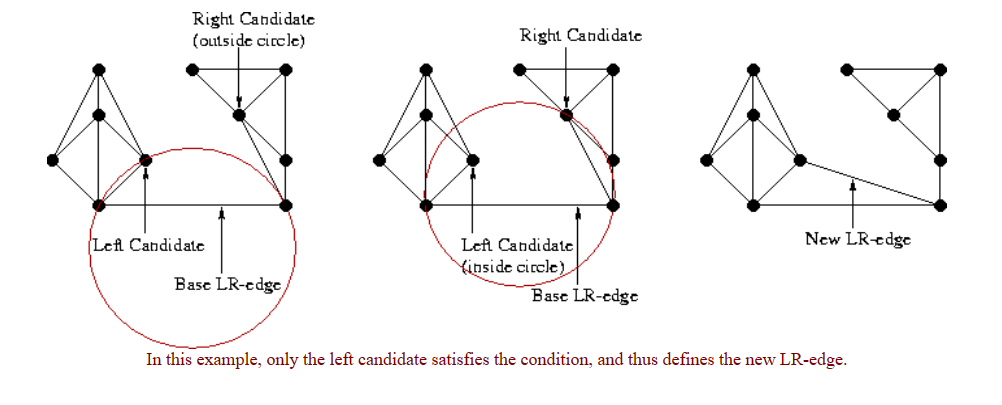 Right Candidate
(outside circle)
Left Candidate
Base LR-edge
Right Candidate
Left Candidate
(inside circle)
Base LR-edge
New LR-edge
In this example, only the left candidate satisfies the condition, and thus defines the new LR-edge.